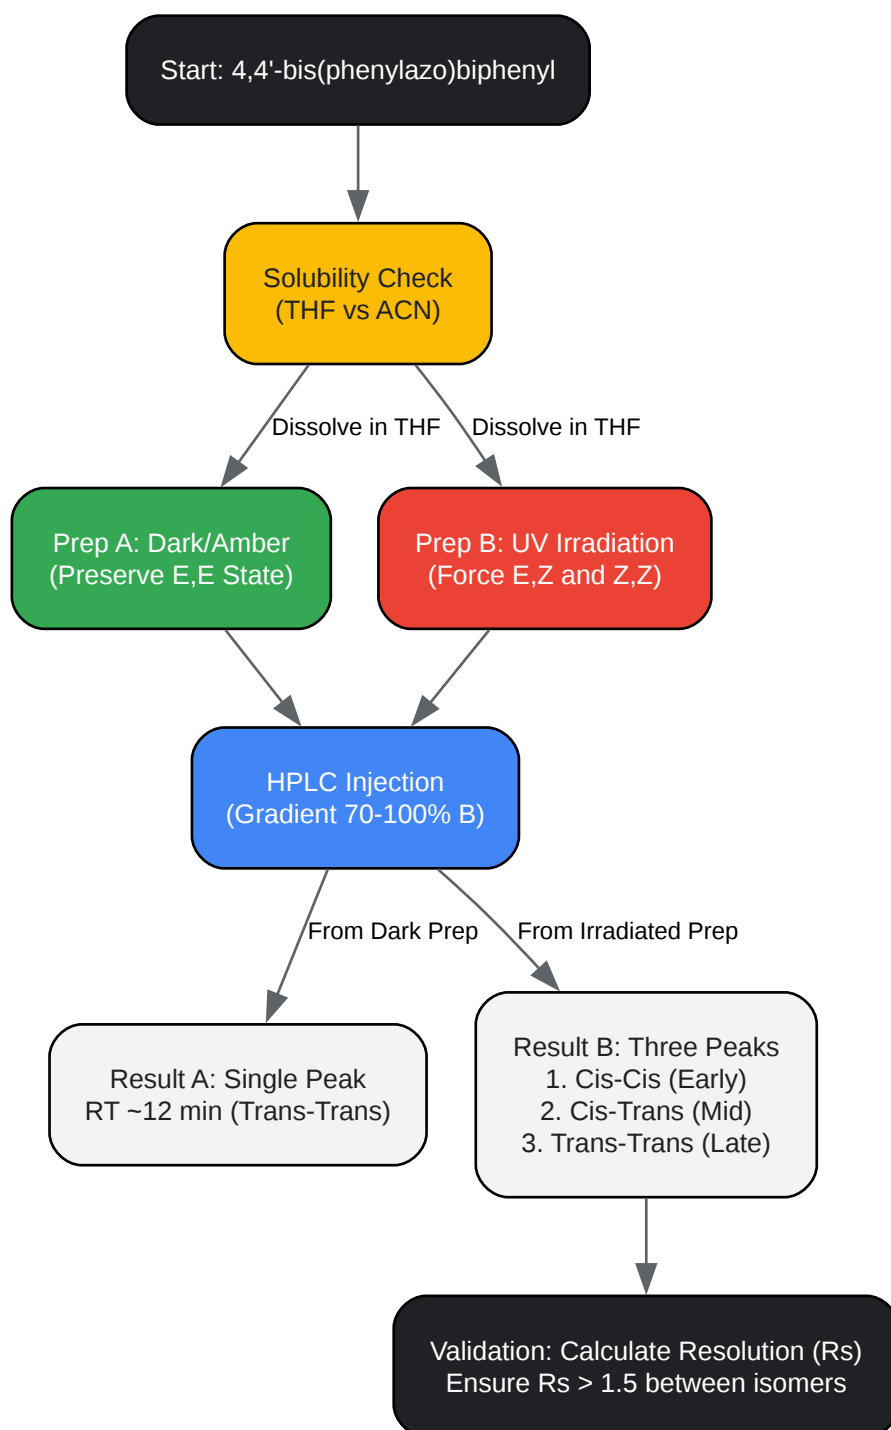 Start: 4,4'-bis(phenylazo)biphenyl
Solubility Check
(THF vs ACN)
Dissolve in THF
Dissolve in THF
Prep A: Dark/Amber
(Preserve E,E State)
Prep B: UV Irradiation
(Force E,Z and Z,Z)
HPLC Injection
(Gradient 70-100% B)
From Dark Prep
From Irradiated Prep
Result A: Single Peak
RT ~12 min (Trans-Trans)
Result B: Three Peaks
1. Cis-Cis (Early)
2. Cis-Trans (Mid)
3. Trans-Trans (Late)
Validation: Calculate Resolution (Rs)
Ensure Rs > 1.5 between isomers